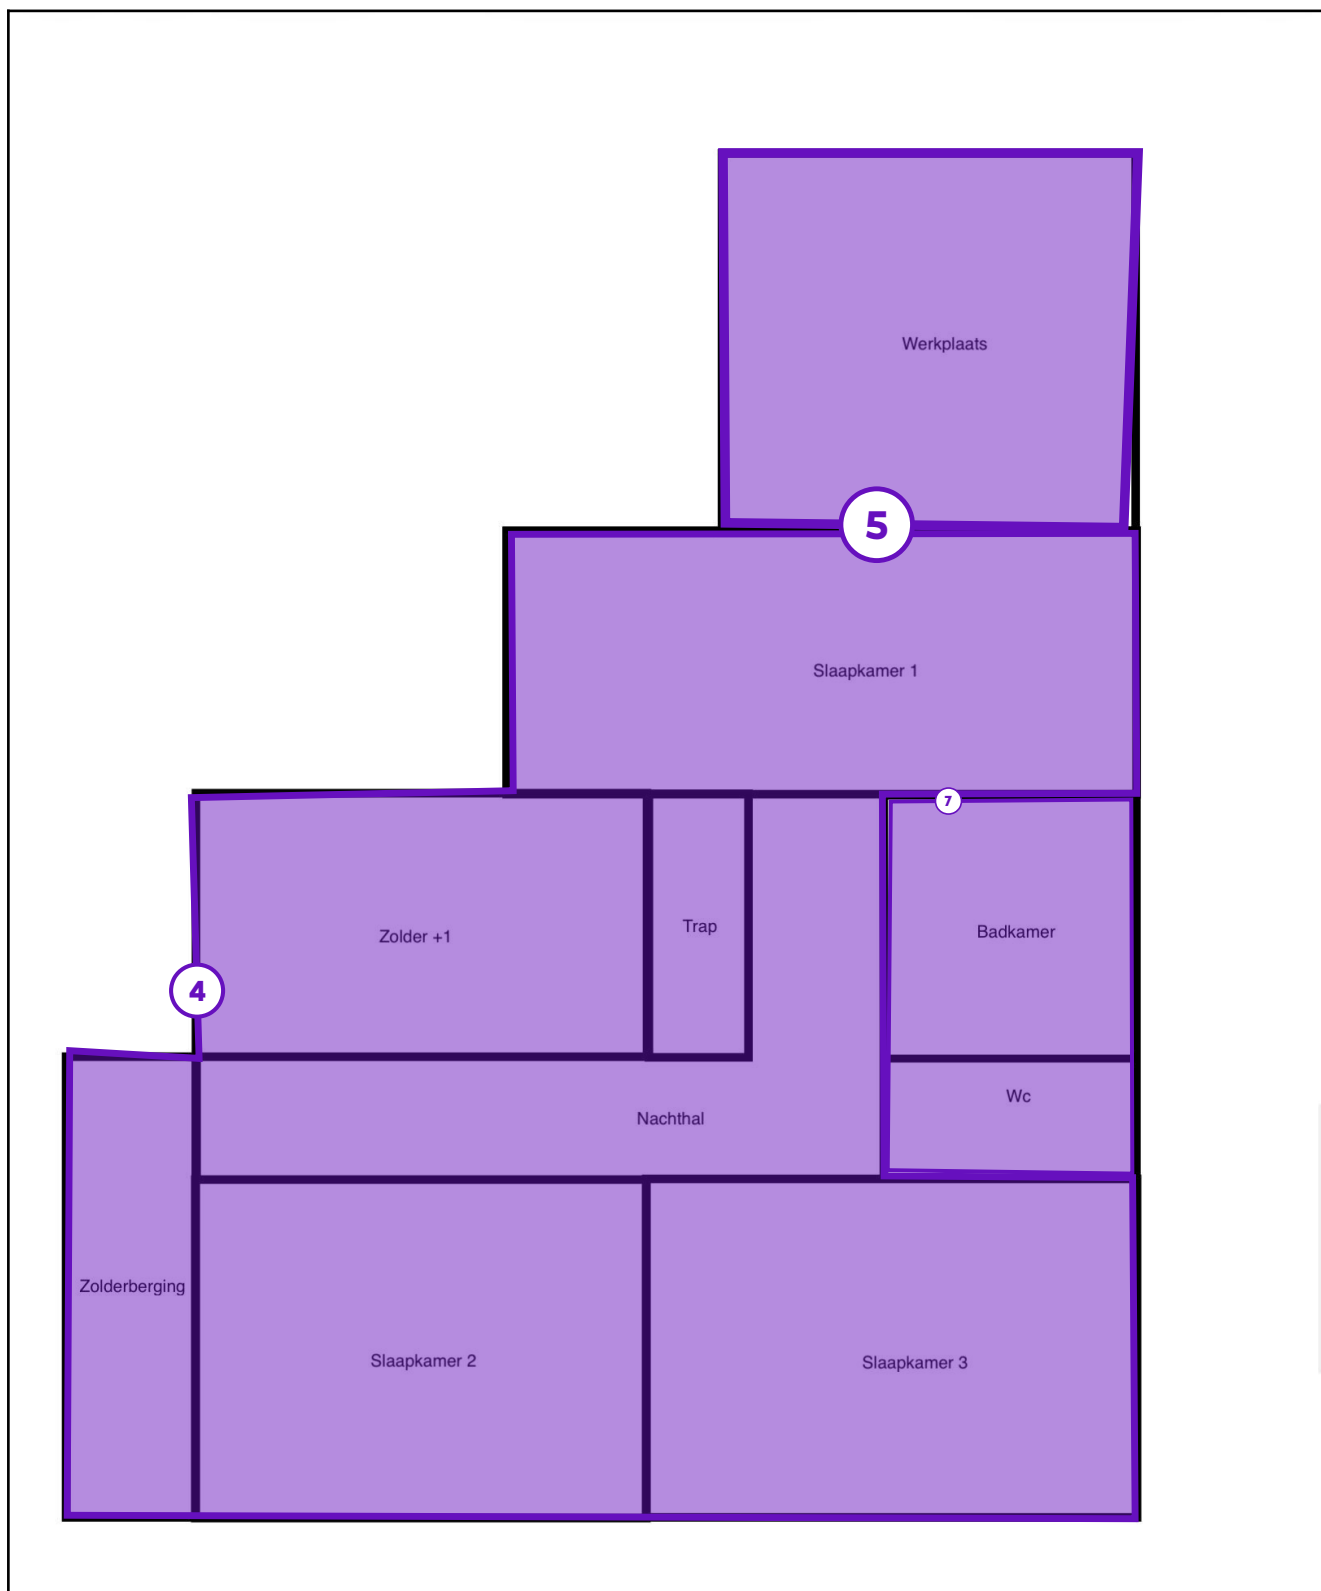 Werkplaats
5
Slaapkamer 1
7
Zolder +1
Trap
Badkamer
4
Wc
Nachthal
Zolderberging
Slaapkamer 2
Slaapkamer 3